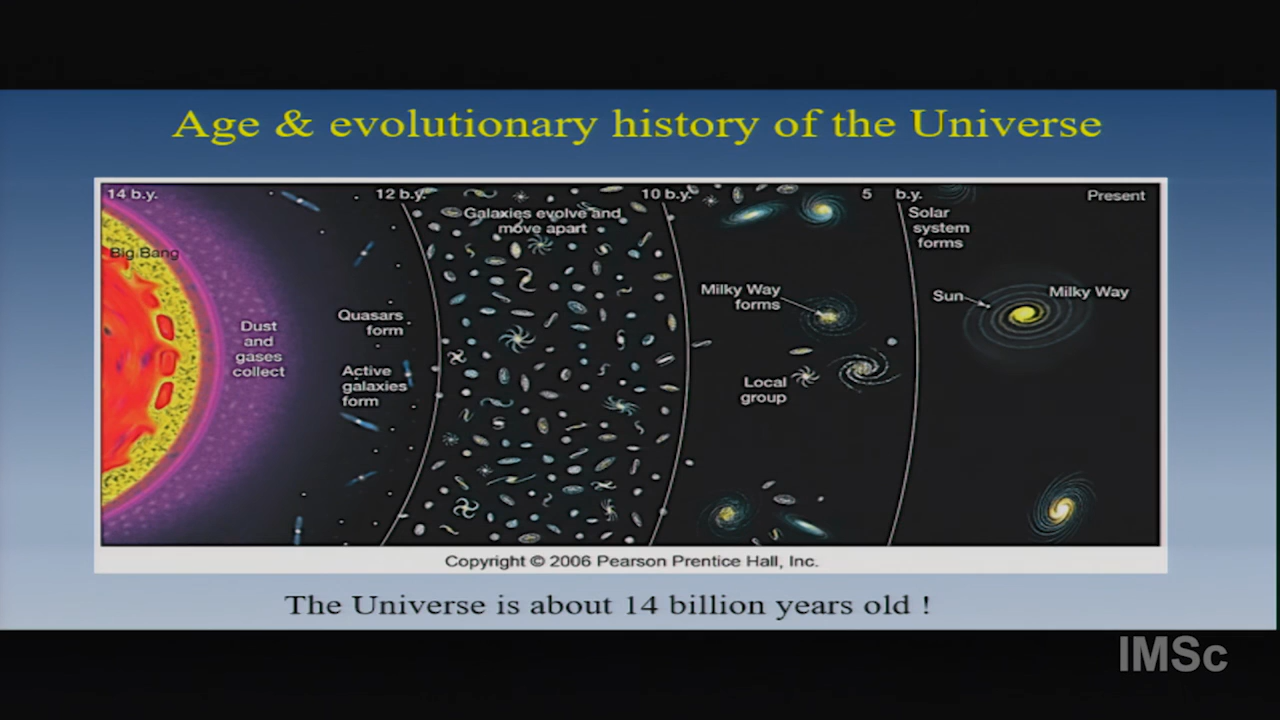 Age & evolutionary history of the Universe
14 b.y.
12 b.y.
10 b.y.
5 b.y.
Present
Big Bang
Dust
and
gases
collect
Quasars
form
Active
galaxies
form
Galaxies evolve and
move apart
Milky Way
forms
Local
group
Solar
system
forms
Sun
Milky Way
Copyright © 2006 Pearson Prentice Hall, Inc.
The Universe is about 14 billion years old !
IMSc